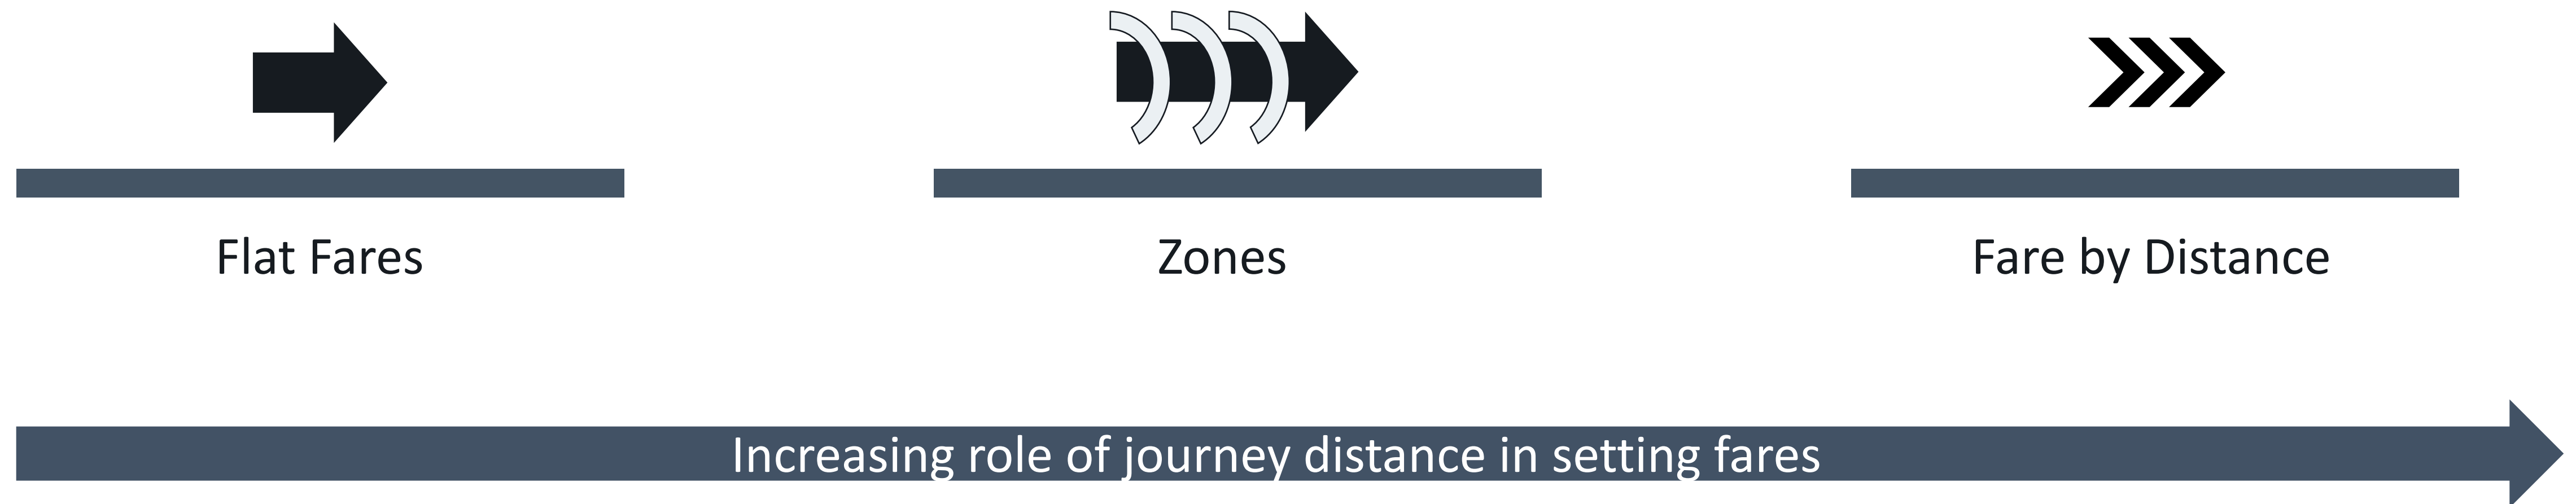 Flat Fares
Zones
Fare by Distance
Increasing role of journey distance in setting fares